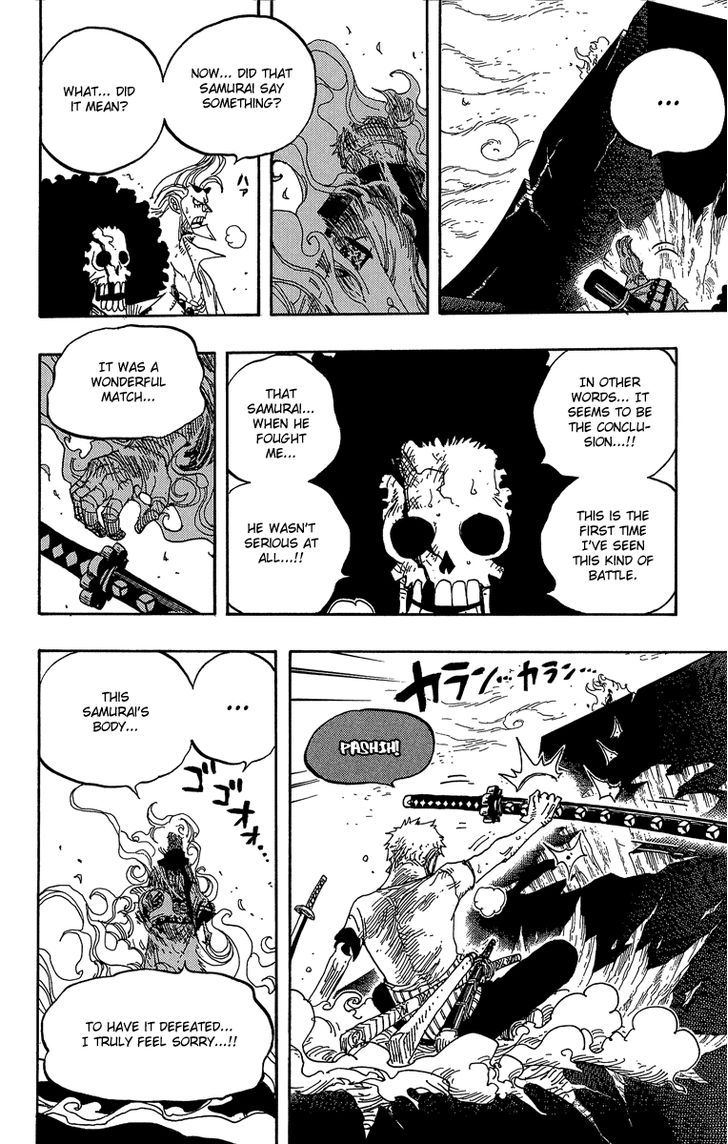 ...
NOW... DID THAT
SAMURAI SAY
SOMETHING?
WHAT... DID
IT MEAN?
ハァ
IN OTHER
WORDS... IT
SEEMS TO BE
THE CONCLU-
SION...!!
THIS IS THE
FIRST TIME
I'VE SEEN
THIS KIND OF
BATTLE.
THAT
SAMURAI...
WHEN HE
FOUGHT
ME...
HE WASN'T
SERIOUS AT
ALL...!!
IT WAS A
WONDERFUL
MATCH...
カラン… カラン…
PASHIH!
...
THIS
SAMURAI'S
BODY...
ゴゴオォ…
TO HAVE IT DEFEATED...
I TRULY FEEL SORRY...!!